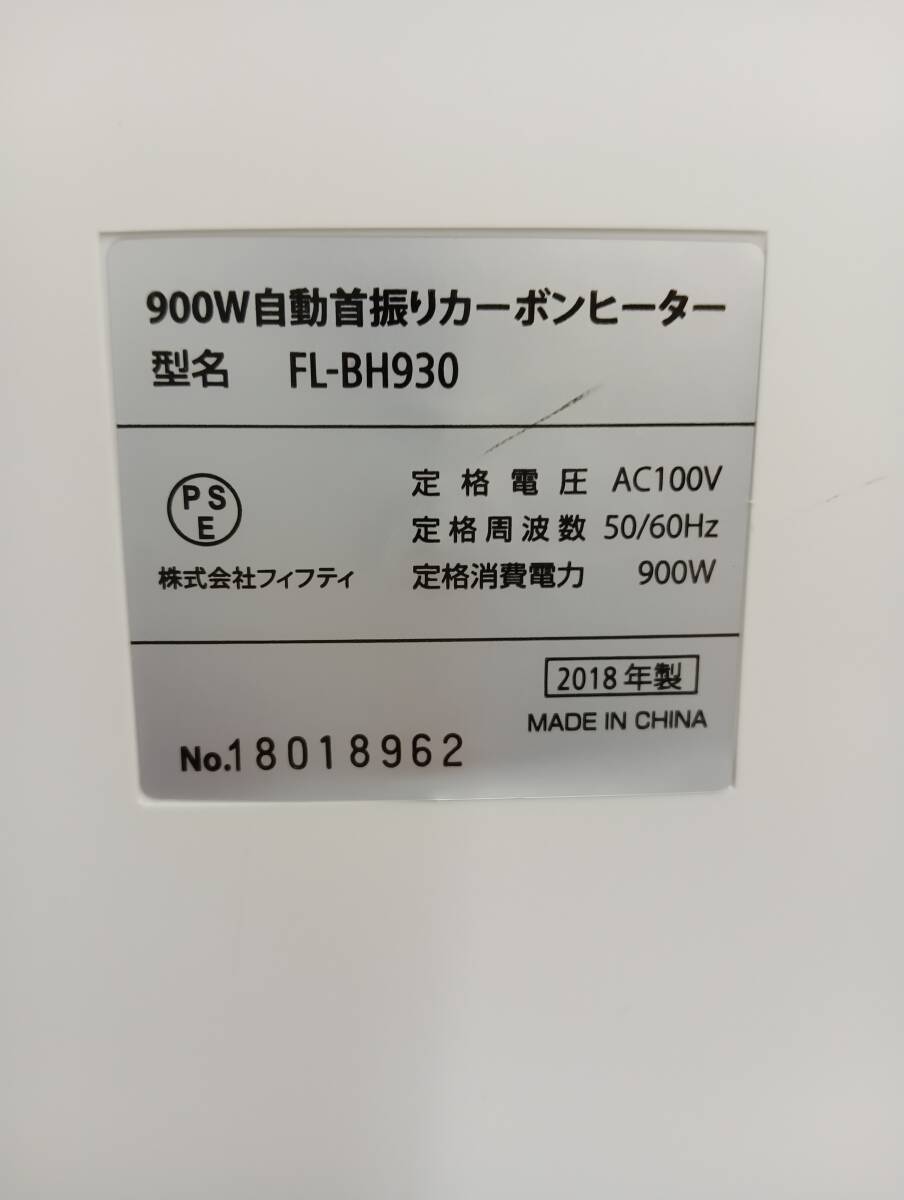 900W自動首振りカーボンヒーター
型名 FL-BH930
PS
E
株式会社フィフティ
定格電圧 AC100V
定格周波数 50/60Hz
定格消費電力 900W
2018年製
MADE IN CHINA
No.18018962